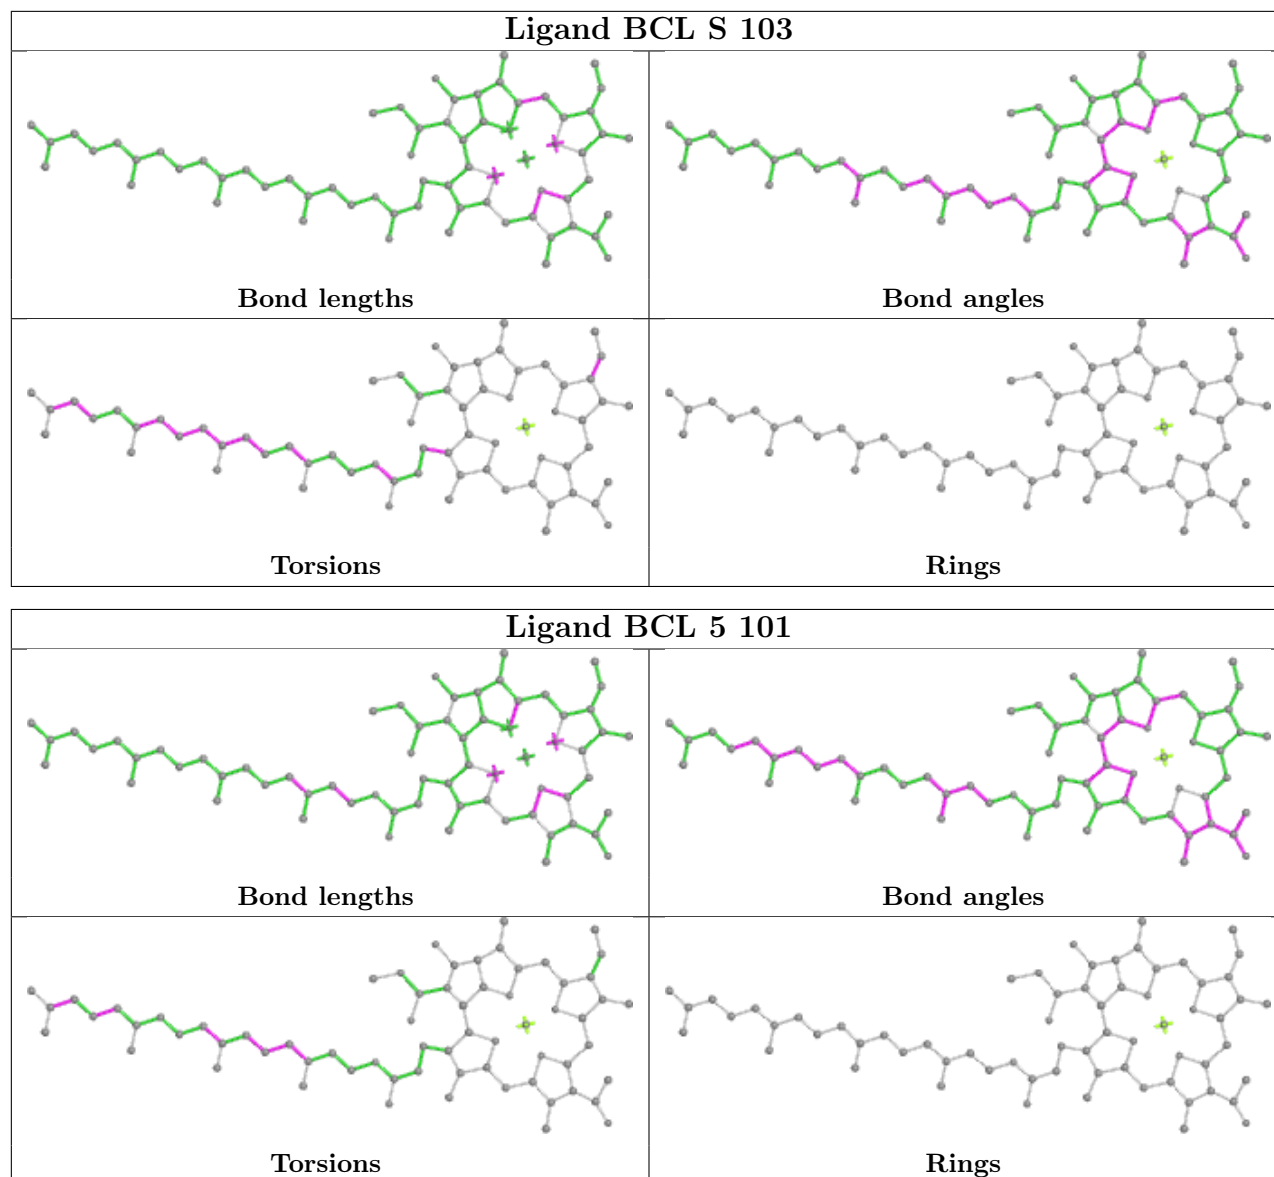 Ligand BCL S 103
Bond lengths
Bond angles
Torsions
Rings
Ligand BCL 5 101
Bond lengths
Bond angles
Torsions
Rings